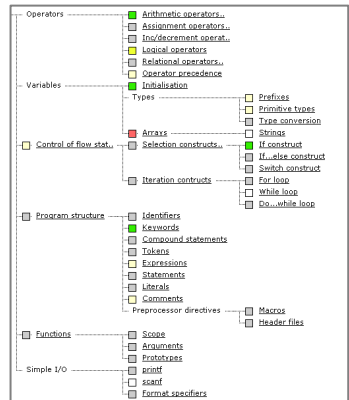 Operators
Arithmetic operators..
Assignment operators..
Inc/decrement operat..
Logical operators
Relational operators..
Operator precedence
Variables
Initialisation
Types
Prefixes
Primitive types
Type conversion
Arrays
Strings
Control of flow stat..
Selection constructs..
If construct
If...else construct
Switch construct
Iteration contructs
For loop
While loop
Do...while loop
Program structure
Identifiers
Keywords
Compound statements
Tokens
Expressions
Statements
Literals
Comments
Preprocessor directives
Macros
Header files
Functions
Scope
Arguments
Prototypes
Simple I/O
printf
scanf
Format specifiers